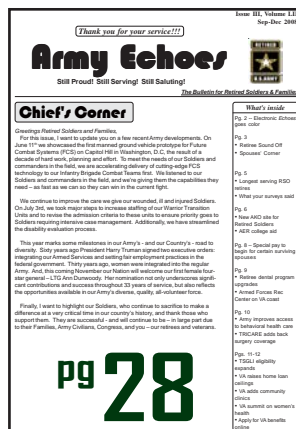 Issue III, Volume LII
Sep-Dec 2008
Thank you for your service!!!
Army Echoes
RETIRED
U.S. ARMY
Still Proud! Still Serving! Still Saluting!
The Bulletin for Retired Soldiers & Families
Chief's Corner
Greetings Retired Soldiers and Families,
For this issue, I want to update you on a few recent Army developments. On
June 11th we showcased the first manned ground vehicle prototype for Future
Combat Systems (FCS) on Capitol Hill in Washington, D.C, the result of a
decade of hard work, planning and effort. To meet the needs of our Soldiers and
commanders in the field, we are accelerating delivery of cutting-edge FCS
technology to our Infantry Brigade Combat Teams first. We listened to our
Soldiers and commanders in the field, and we're giving them the capabilities they
need – as fast as we can so they can win in the current fight.
We continue to improve the care we give our wounded, ill and injured Soldiers.
On July 3rd, we took major steps to increase staffing of our Warrior Transition
Units and to revise the admission criteria to these units to ensure priority goes to
Soldiers requiring intensive case management. Additionally, we have streamlined
the disability evaluation process.
This year marks some milestones in our Army's - and our Country's - road to
diversity. Sixty years ago President Harry Truman signed two executive orders:
integrating our Armed Services and setting fair employment practices in the
federal government. Thirty years ago, women were integrated into the regular
Army. And, this coming November our Nation will welcome our first female four-
star general – LTG Ann Dunwoody. Her nomination not only underscores signifi-
cant contributions and success throughout 33 years of service, but also reflects
the opportunities available in our Army's diverse, quality, all-volunteer force.
Finally, I want to highlight our Soldiers, who continue to sacrifice to make a
difference at a very critical time in our country's history, and thank those who
support them. They are successful - and will continue to be – in large part due
to their Families, Army Civilians, Congress, and you – our retirees and veterans.
pg 28
What's inside
Pg. 2 – Electronic Echoes
goes color
Pg. 3
• Retiree Sound Off
• Spouses' Corner
Pg. 5
• Longest serving RSO
retires
• What your surveys said
Pg. 6
• New AKO site for
Retired Soldiers
• AER college aid
Pg. 8 – Special pay to
begin for certain surviving
spouses
Pg. 9
• Retiree dental program
upgrades
• Armed Forces Rec
Center on VA coast
Pg. 10
• Army improves access
to behavioral health care
• TRICARE adds back
surgery coverage
Pgs. 11-12
• TSGLI eligibility
expands
• VA raises home loan
ceilings
• VA adds community
clinics
• VA summit on women's
health
• Apply for VA benefits
online